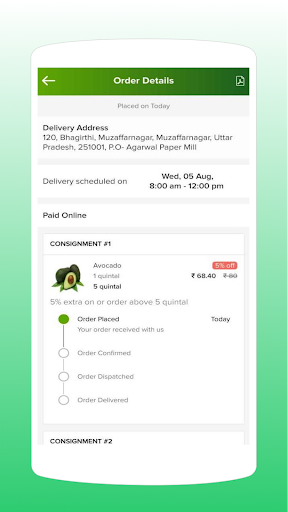 Order Details
Placed on Today
Delivery Address
120, Bhagirthi, Muzaffarnagar, Muzaffarnagar, Uttar
Pradesh, 251001, P.O- Agarwal Paper Mill
Delivery scheduled on
Wed, 05 Aug,
8:00 am - 12:00 pm
Paid Online
CONSIGNMENT #1
Avocado
5% off
1 quintal
₹ 68.40 ₹ 80
5 quintal
5% extra on or order above 5 quintal
Order Placed
Today
Your order received with us
Order Confirmed
Order Dispatched
Order Delivered
CONSIGNMENT #2